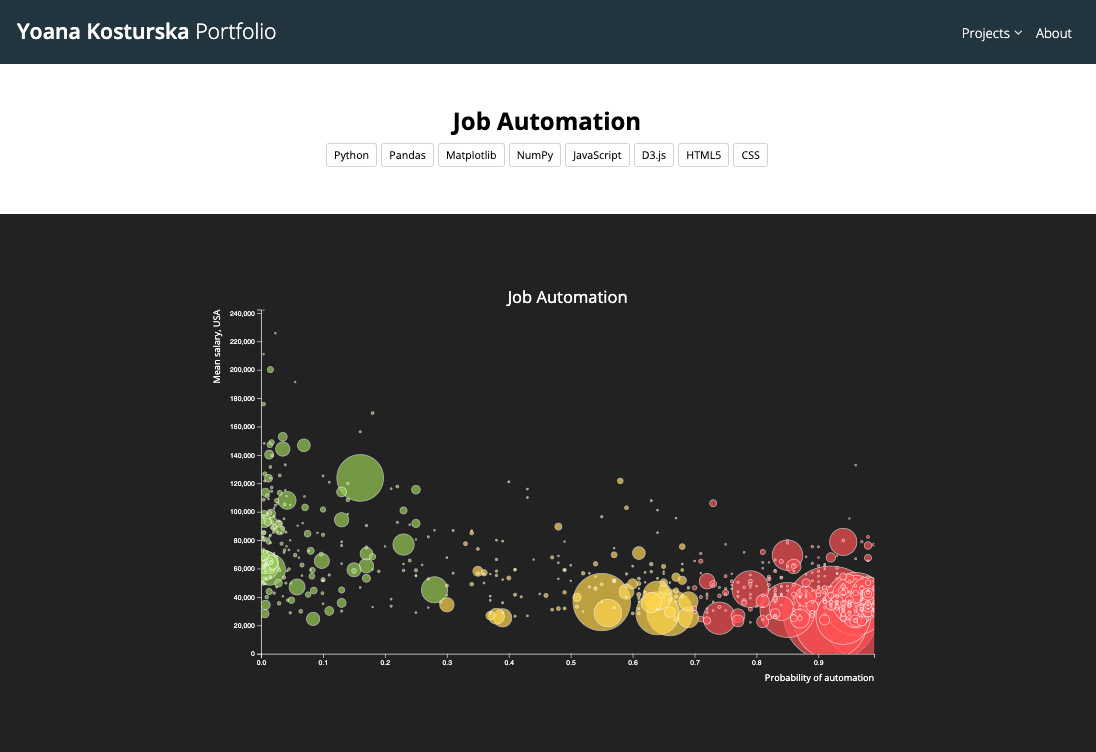 Yoana Kosturska Portfolio
Projects
About
Job Automation
Python
Pandas
Matplotlib
NumPy
JavaScript
D3.js
HTML5
CSS
Job Automation
Mean salary, USA
240,000
220,000
200,000
180,000
160,000
140,000
120,000
100,000
80,000
60,000
40,000
20,000
0
0.0
0.1
0.2
0.3
0.4
0.5
0.6
0.7
0.8
0.9
Probability of automation